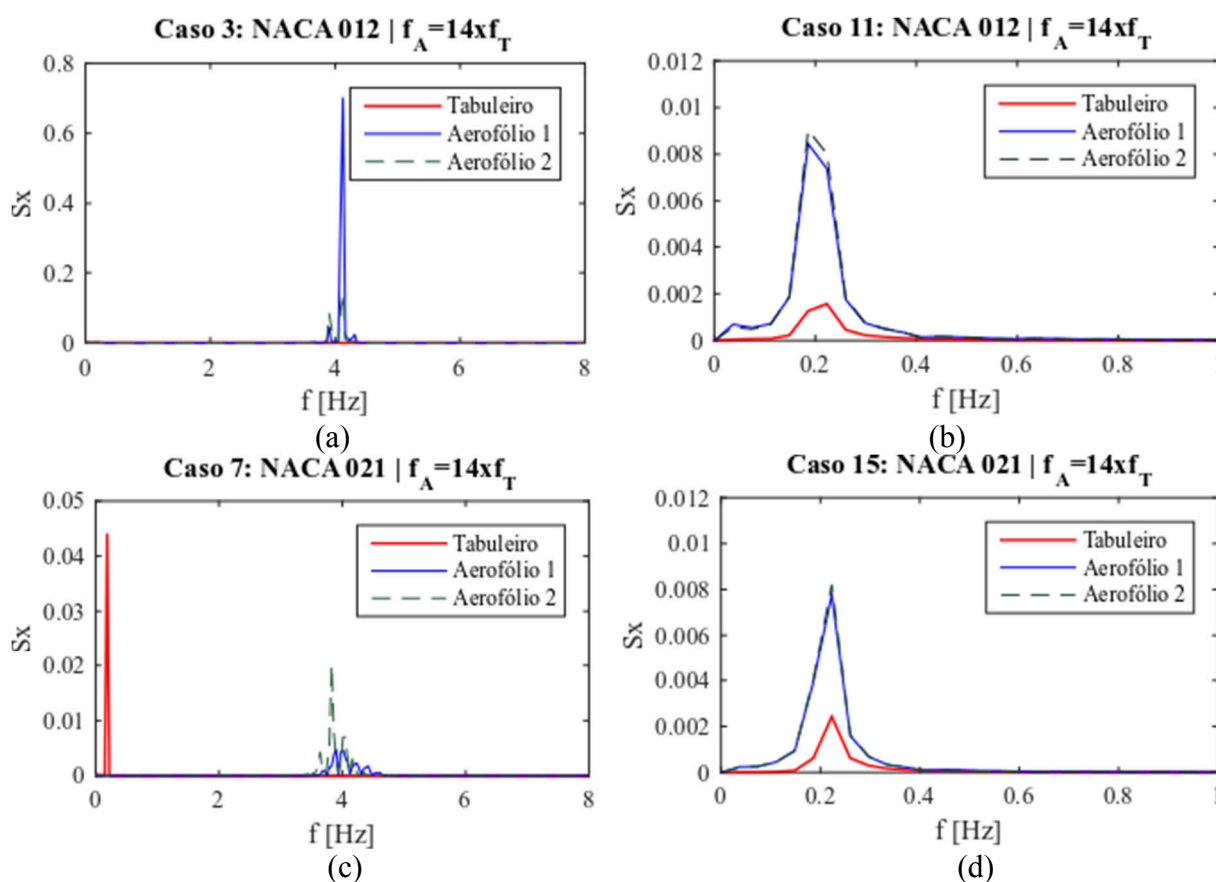 Caso 3: NACA 012 | f_A=14xf_T
0.8
0.6
0.4
0.2
0
Sx
Tabuleiro
Aerofólio 1
Aerofólio 2
0 2 4 6 8
f [Hz]
(a)
Caso 11: NACA 012 | f_A=14xf_T
0.012
0.01
0.008
0.006
0.004
0.002
0
Sx
Tabuleiro
Aerofólio 1
Aerofólio 2
0 0.2 0.4 0.6 0.8 1
f [Hz]
(b)
Caso 7: NACA 021 | f_A=14xf_T
0.05
0.04
0.03
0.02
0.01
0
Sx
Tabuleiro
Aerofólio 1
Aerofólio 2
0 2 4 6 8
f [Hz]
(c)
Caso 15: NACA 021 | f_A=14xf_T
0.012
0.01
0.008
0.006
0.004
0.002
0
Sx
Tabuleiro
Aerofólio 1
Aerofólio 2
0 0.2 0.4 0.6 0.8 1
f [Hz]
(d)